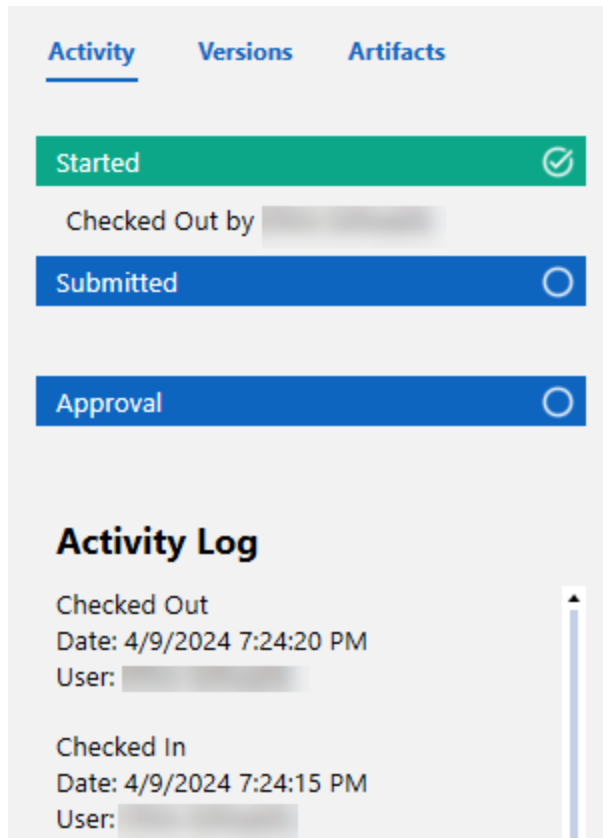 Activity Versions Artifacts
Started
Checked Out by
Submitted
Approval
Activity Log
Checked Out
Date: 4/9/2024 7:24:20 PM
User:
Checked In
Date: 4/9/2024 7:24:15 PM
User: